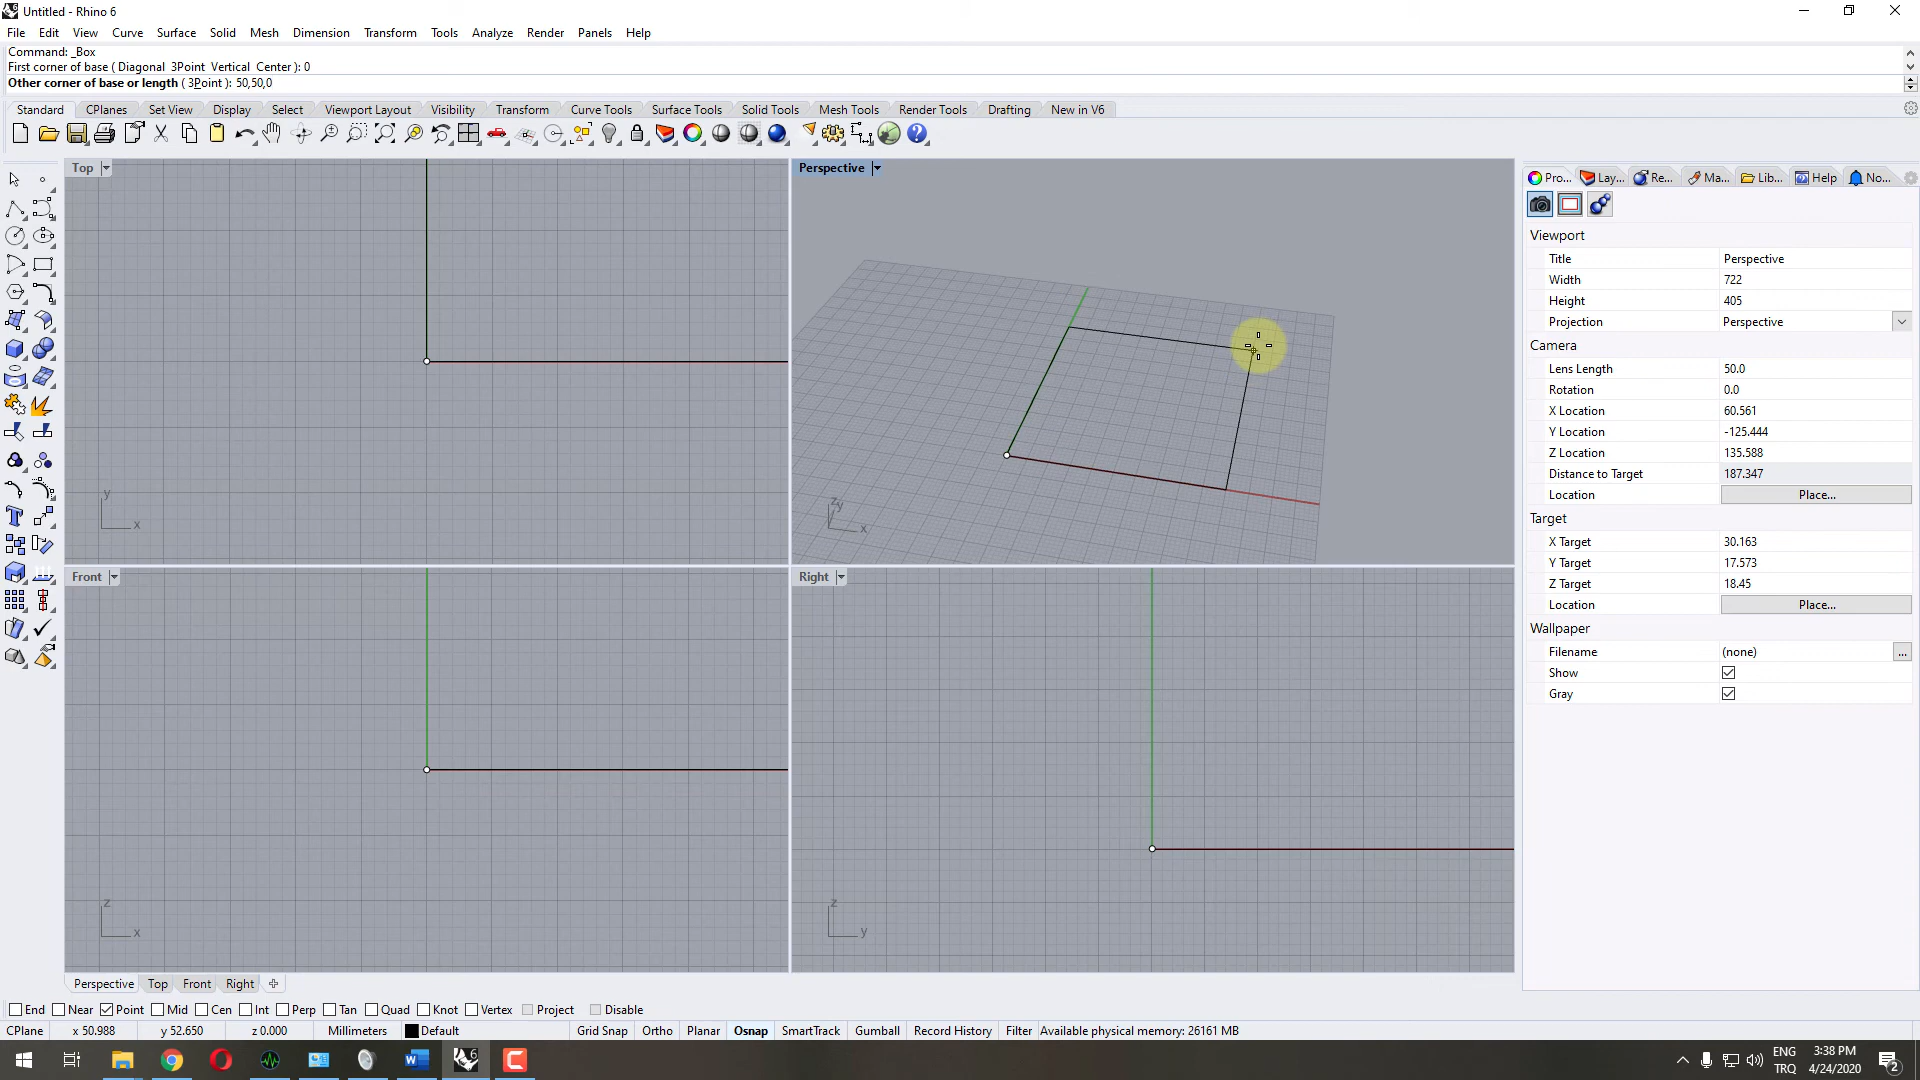 Untitled - Rhino 6
File Edit View Curve Surface Solid Mesh Dimension Transform Tools Analyze Render Panels Help
Command: _Box
First corner of base ( Diagonal 3Point Vertical Center ): 0
Other corner of base or length ( 3Point ): 50,50,0
Standard CPlanes Set View Display Select Viewport Layout Visibility Transform Curve Tools Surface Tools Solid Tools Mesh Tools Render Tools Drafting New in V6
Top
Perspective
Pro... Lay... Re... Ma... Lib... Help No...
Viewport
Title Perspective
Width 722
Height 405
Projection Perspective
Camera
Lens Length 50.0
Rotation 0.0
X Location 60.561
Y Location -125.444
Z Location 135.588
Distance to Target 187.347
Location Place...
Target
X Target 30.163
Y Target 17.573
Z Target 18.45
Location Place...
Wallpaper
Filename (none) ...
Show
Gray
y x
z y x
Front
Right
z x
z y
Perspective Top Front Right
End Near Point Mid Cen Int Perp Tan Quad Knot Vertex Project Disable
CPlane x 50.988 y 52.650 z 0.000 Millimeters Default Grid Snap Ortho Planar Osnap SmartTrack Gumball Record History Filter Available physical memory: 26161 MB
ENG 3:38 PM
TRQ 4/24/2020
2